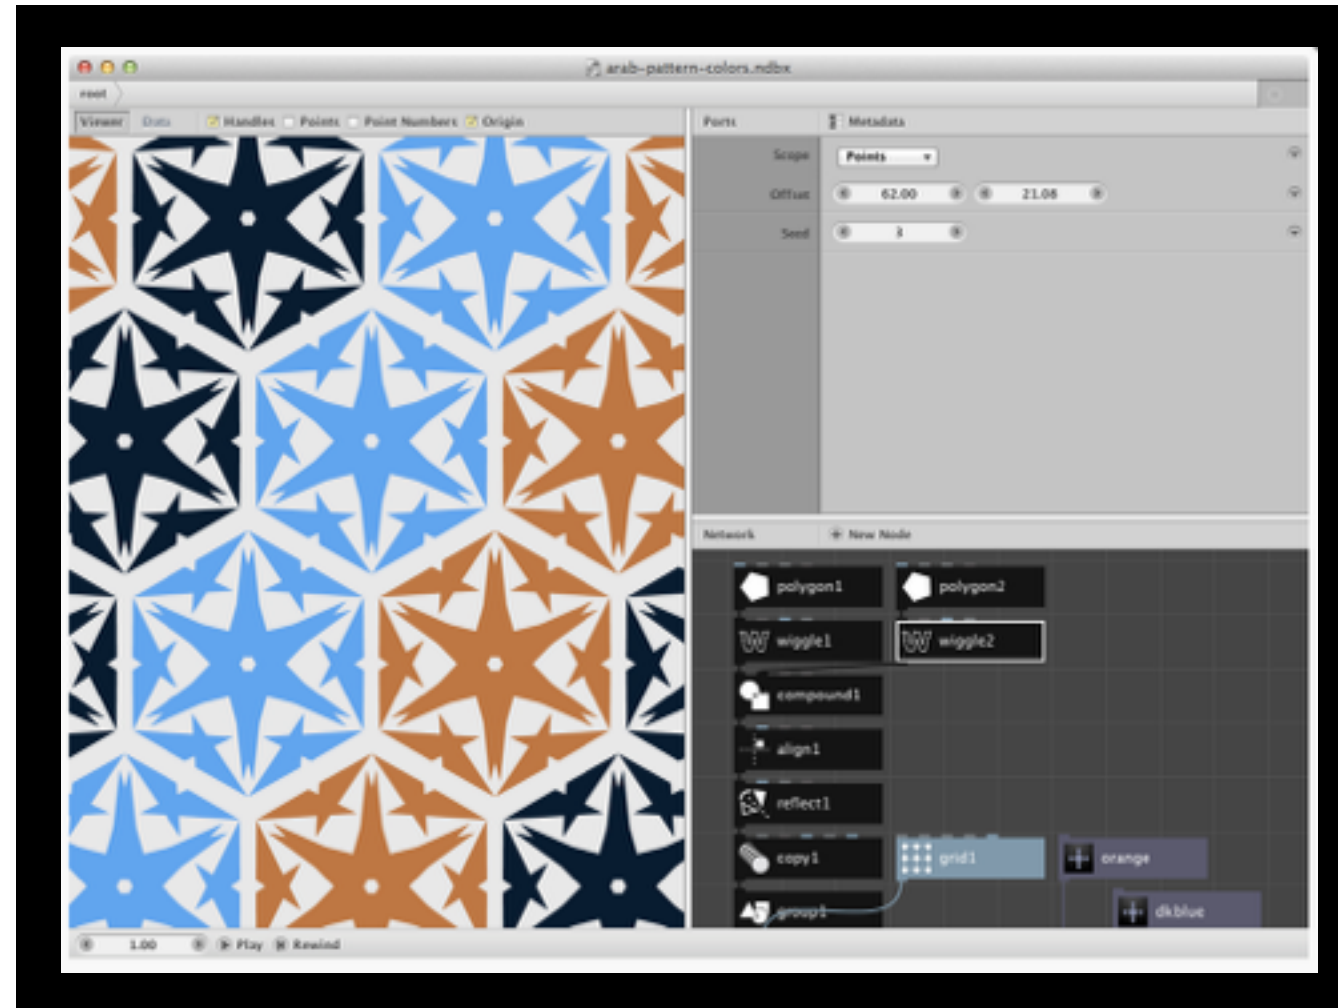 arab-pattern-colors.ndbx
root
Viewer Data Handles Points Point Numbers Origin
Ports Metadata
Scope Points
Offset 62.00 21.08
Seed 3
Network New Node
polygon1 polygon2
wiggle1 wiggle2
compound1
align1
reflect1
copy1 grid1 orange
group1 dkblue
1.00 Play Rewind